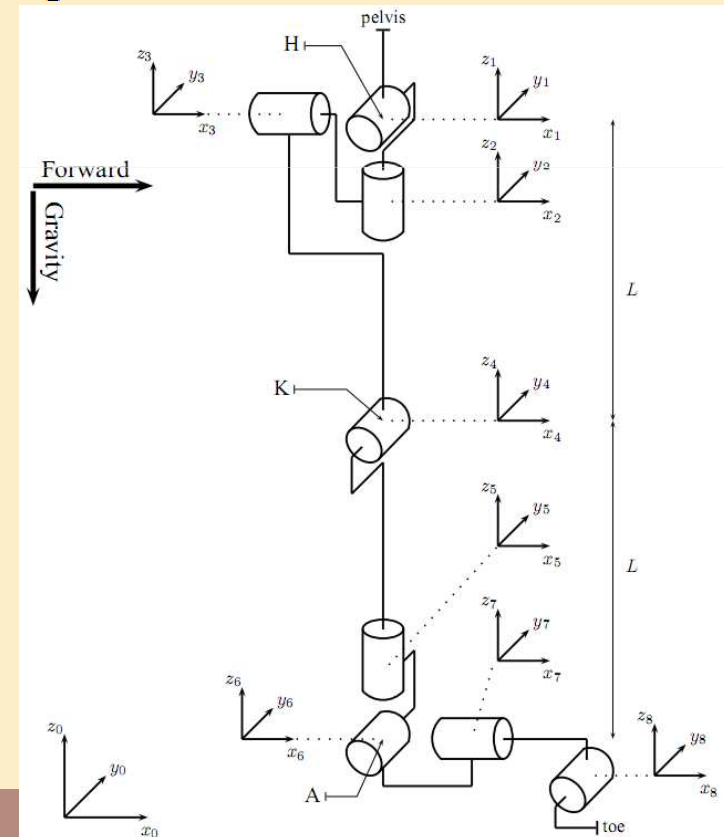 pelvis
H
z₃
y₃
x₃
z₁
y₁
x₁
z₂
y₂
x₂
Forward
Gravity
L
K
z₄
y₄
x₄
z₅
y₅
x₅
L
z₇
y₇
x₇
z₆
y₆
x₆
z₀
y₀
x₀
A
z₈
y₈
x₈
toe